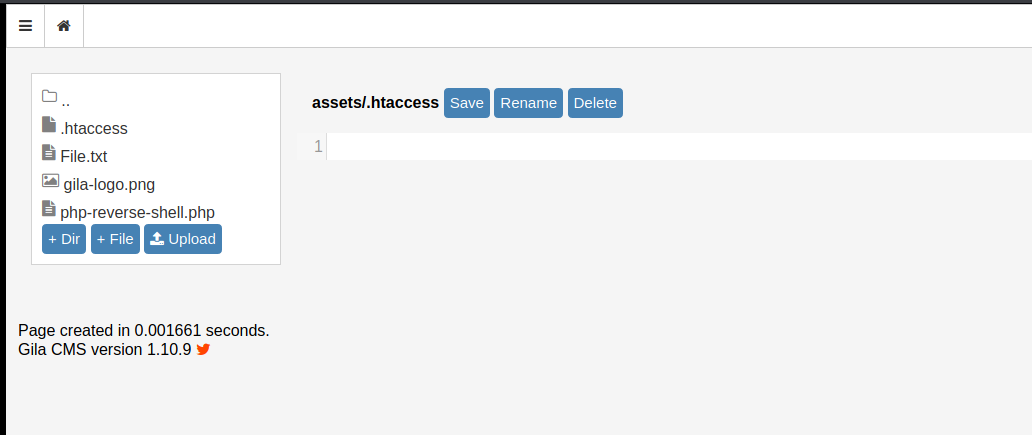 ..
assets/.htaccess Save Rename Delete
.htaccess
1
File.txt
gila-logo.png
php-reverse-shell.php
+ Dir + File Upload
Page created in 0.001661 seconds.
Gila CMS version 1.10.9